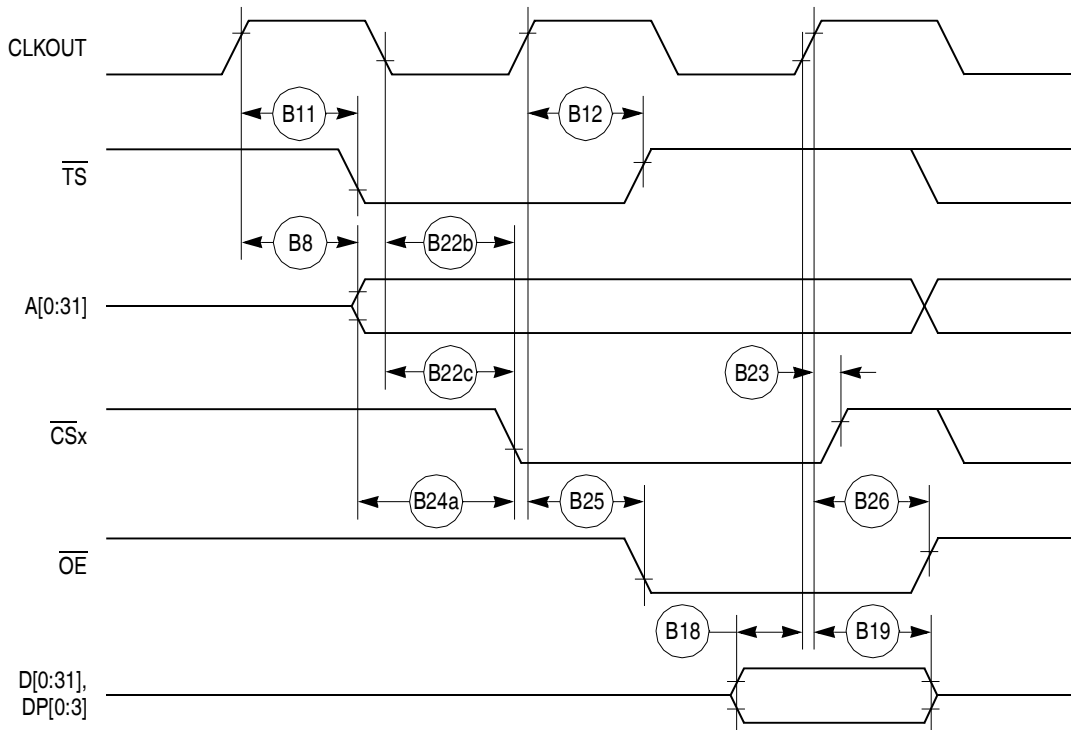 CLKOUT
B11
B12
TS
B8
B22b
A[0:31]
B22c
B23
CSx
B24a
B25
B26
OE
B18
B19
D[0:31],
DP[0:3]